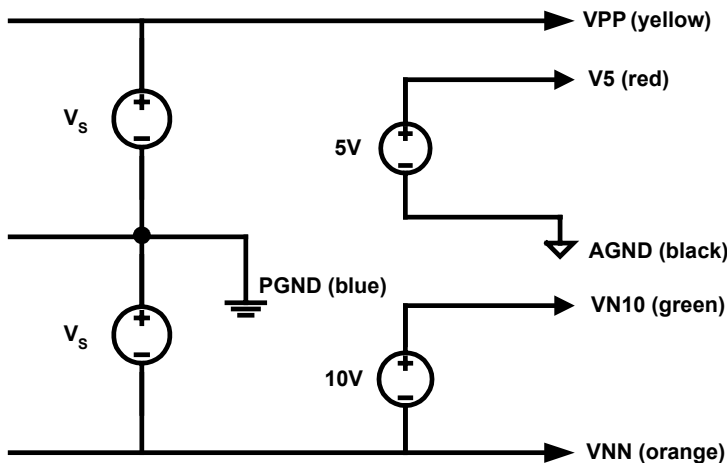 VPP (yellow)
V5 (red)
VS
5V
AGND (black)
PGND (blue)
VN10 (green)
VS
10V
VNN (orange)